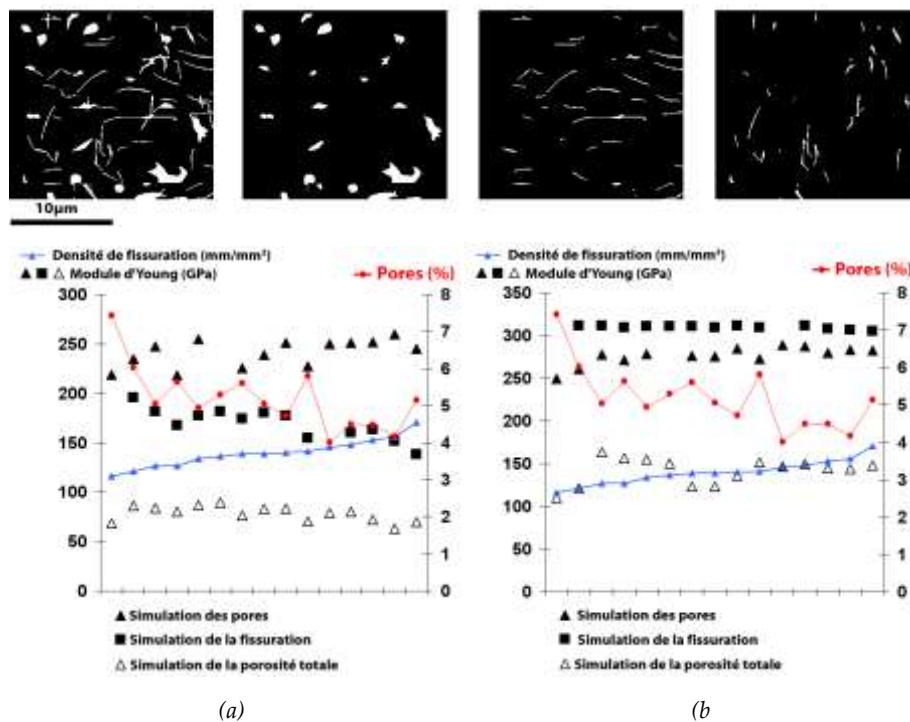 10µm
Densité de fissuration (mm/mm²)
Module d'Young (GPa)
Pores (%)
300
250
200
150
100
50
0
8
7
6
5
4
3
2
1
0
Simulation des pores
Simulation de la fissuration
Simulation de la porosité totale
(a)
Densité de fissuration (mm/mm²)
Module d'Young (GPa)
Pores (%)
350
300
250
200
150
100
50
0
8
7
6
5
4
3
2
1
0
Simulation des pores
Simulation de la fissuration
Simulation de la porosité totale
(b